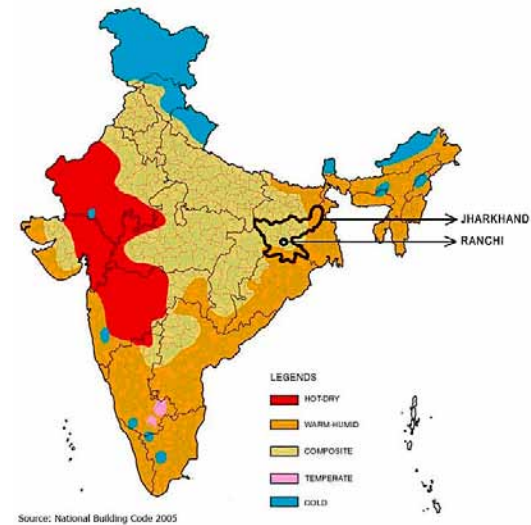 JHARKHAND
RANCHI
LEGENDS
HOT-DRY
WARM-HUMID
COMPOSITE
TEMPERATE
COLD
Source: National Building Code 2005